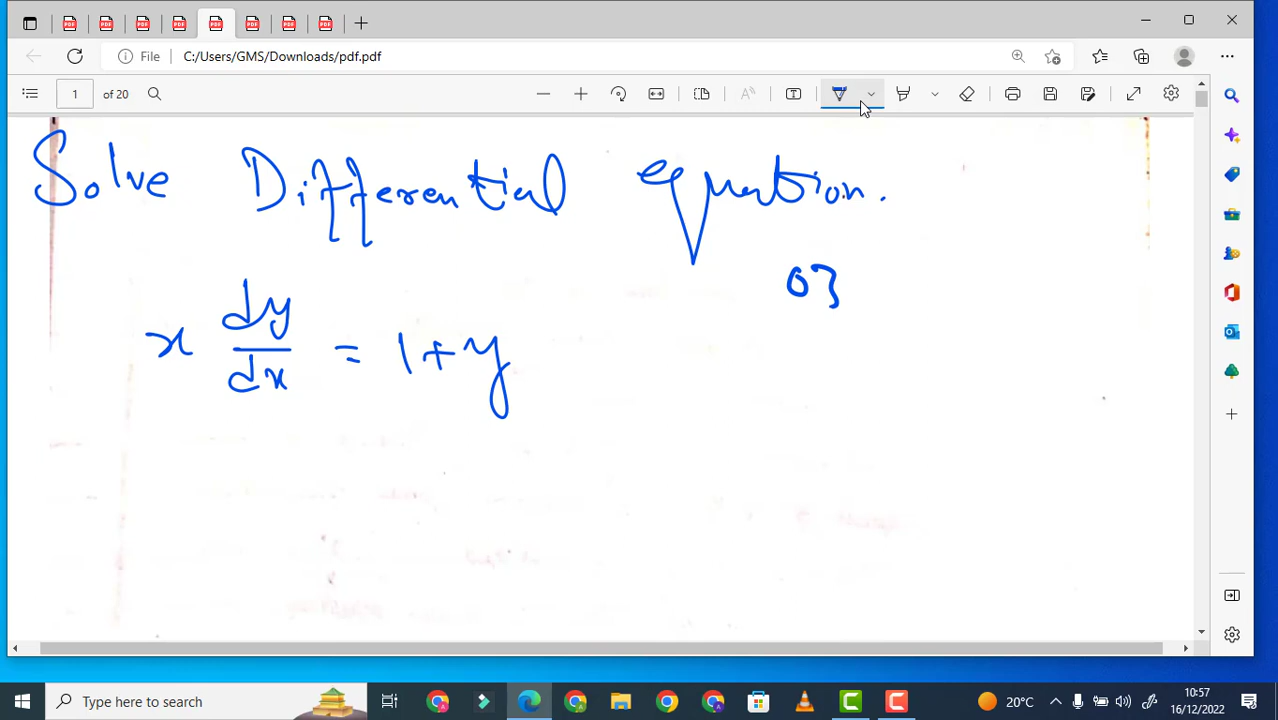 File C:/Users/GMS/Downloads/pdf.pdf
1 of 20
Solve Differential equation.
03
x dy/dx = 1+y
Type here to search
20°C
10:57
16/12/2022